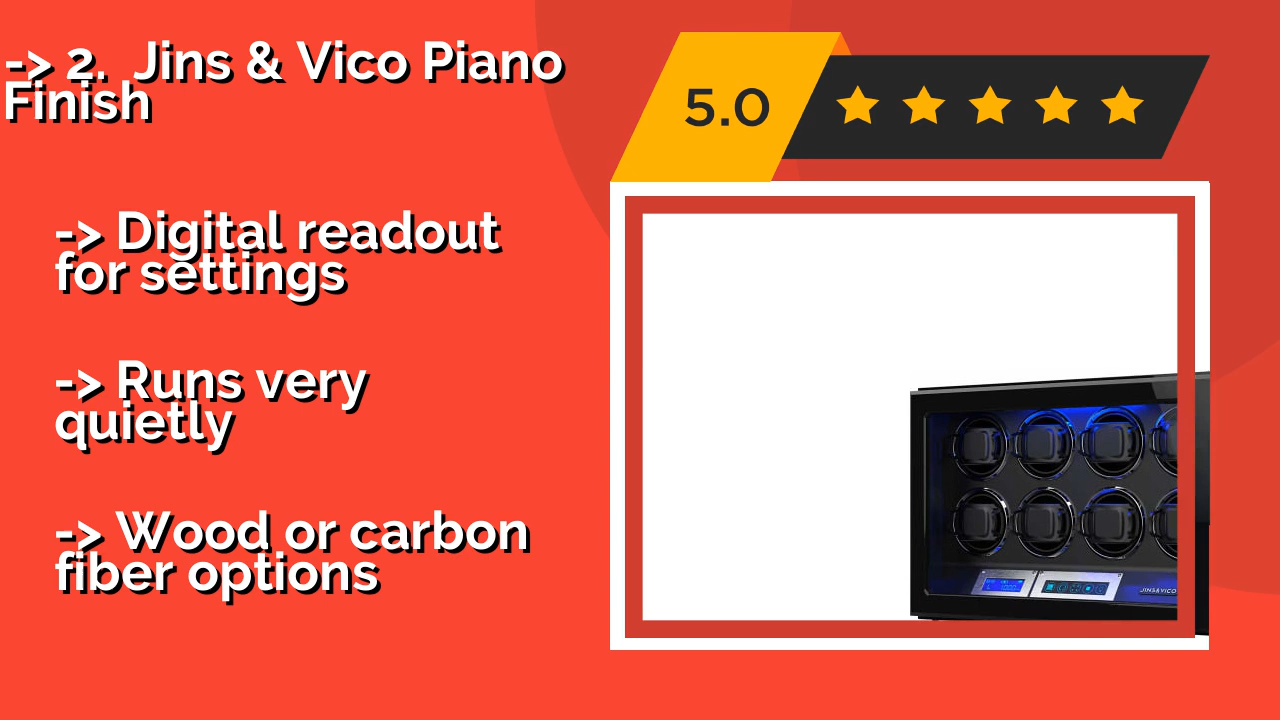 -> 2.  Jins & Vico Piano
Finish
5.0
-> Digital readout
for settings
-> Runs very
quietly
-> Wood or carbon
fiber options
JINS&VICO